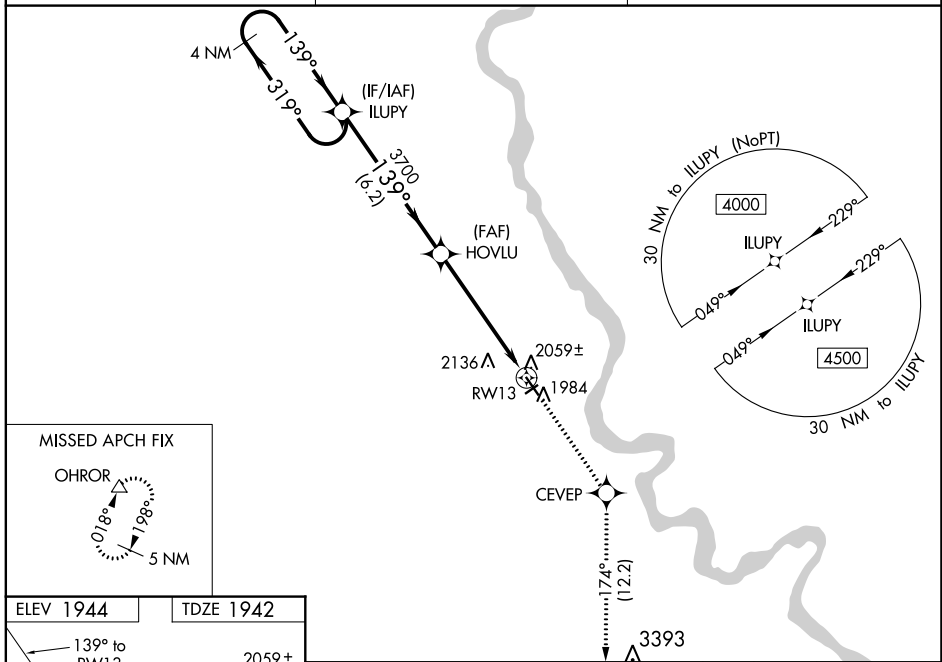 4 NM
139°
319°
(IF/IAF)
ILUPY
3700
139°
(6.2)
(FAF)
HOVLU
30 NM to ILUPY (NoPT)
4000
229°
ILUPY
049°
229°
049°
ILUPY
4500
30 NM to ILUPY
2136
2059±
RW13
1984
CEVEP
174°
(12.2)
3393
MISSED APCH FIX
OHROR
018°
198°
5 NM
ELEV 1944
TDZE 1942
139° to
RW13
2059±